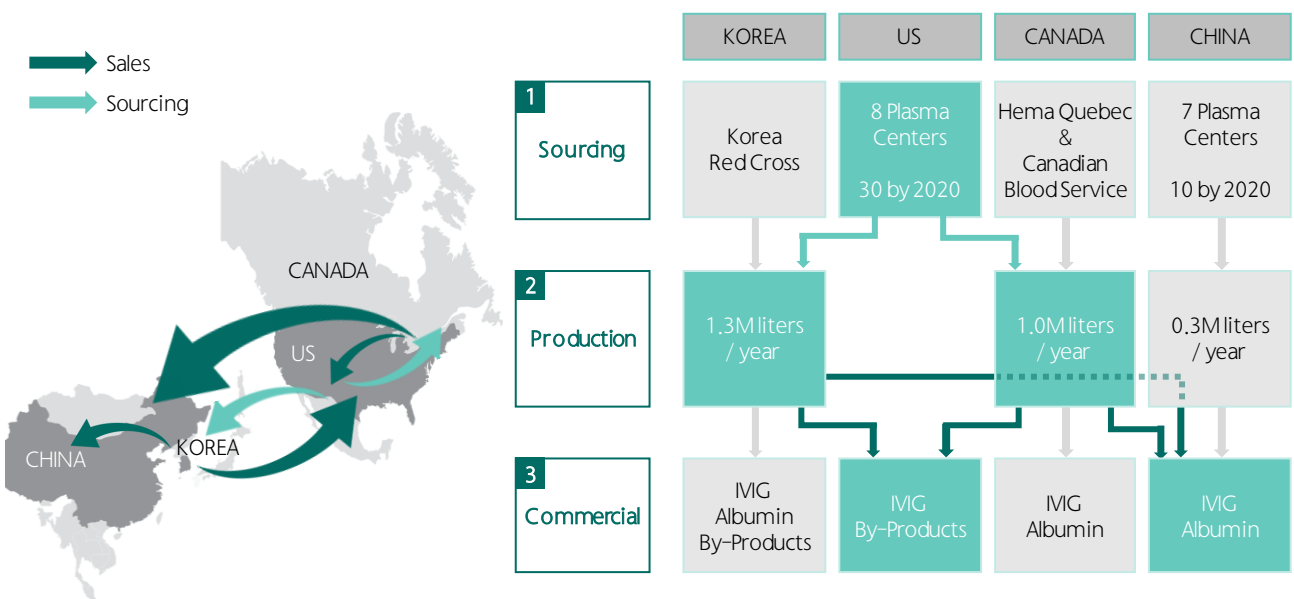 Sales
Sourcing
CANADA
US
KOREA
CHINA
KOREA
US
CANADA
CHINA
1
Sourcing
Korea
Red Cross
8 Plasma
Centers
30 by 2020
Hema Quebec
&
Canadian
Blood Service
7 Plasma
Centers
10 by 2020
2
Production
1.3M liters
/ year
1.0M liters
/ year
0.3M liters
/ year
3
Commercial
IVIG
Albumin
By-Products
IVIG
By-Products
IVIG
Albumin
IVIG
Albumin